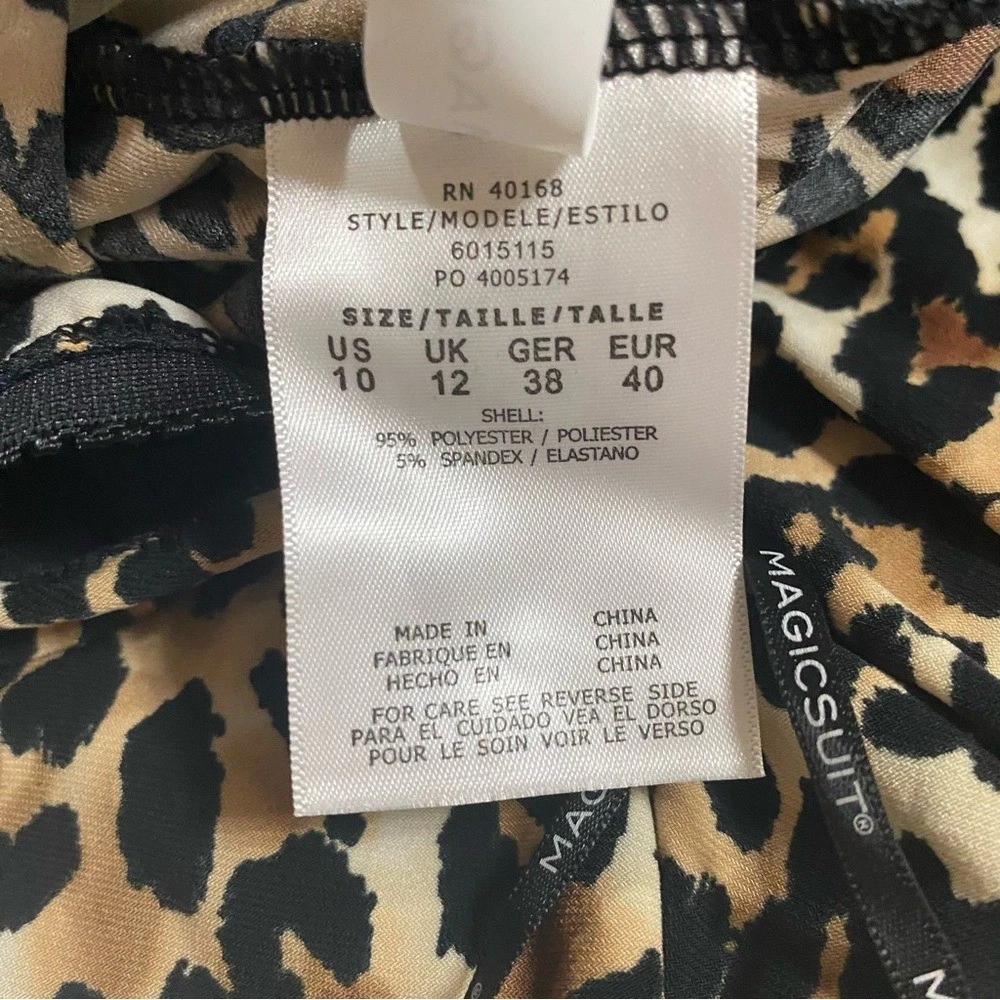 RN 40168
STYLE/MODELE/ESTILO
6015115
PO 4005174
SIZE/TAILLE/TALLE
US UK GER EUR
10 12 38 40
SHELL:
95% POLYESTER / POLIESTER
5% SPANDEX / ELASTANO
MADE IN CHINA
FABRIQUE EN CHINA
HECHO EN CHINA
FOR CARE SEE REVERSE SIDE
PARA EL CUIDADO VEA EL DORSO
POUR LE SOIN VOIR LE VERSO
MAGICSUIT®
MAG
M